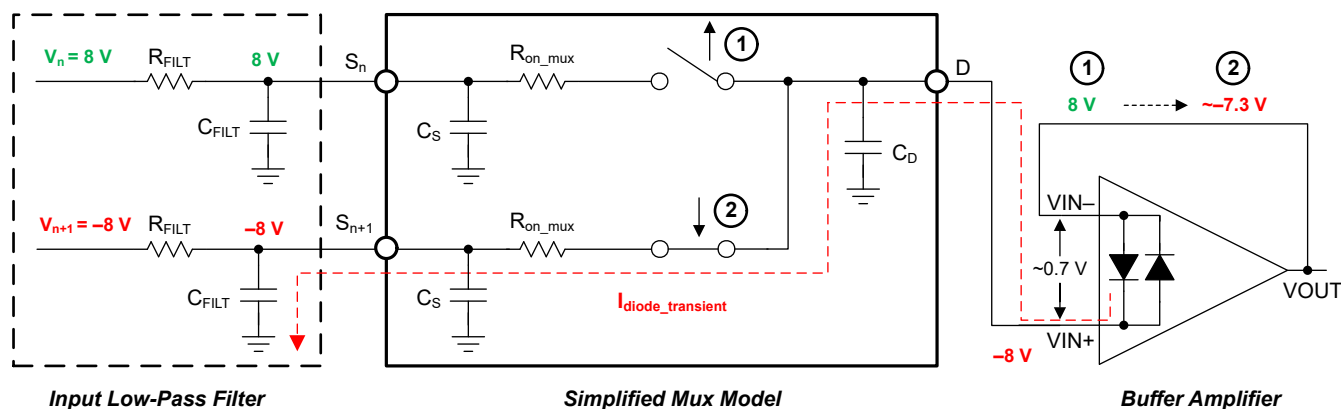 Vn = 8 V
RFILT
8 V
Sn
Ron_mux
1
D
1
2
8 V
~–7.3 V
CFILT
CS
CD
Vn+1 = –8 V
RFILT
–8 V
Sn+1
Ron_mux
2
VIN–
~0.7 V
VOUT
CFILT
CS
Idiode_transient
VIN+
–8 V
Input Low-Pass Filter
Simplified Mux Model
Buffer Amplifier